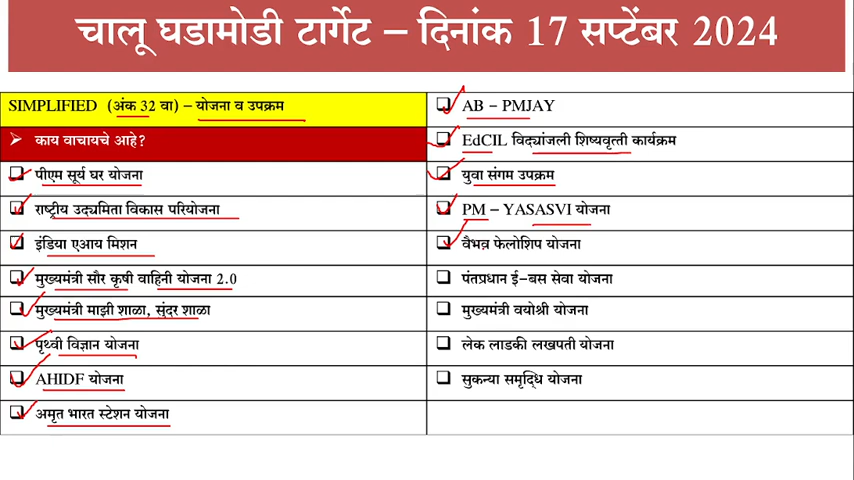 चालू घडामोडी टार्गेट – दिनांक 17 सप्टेंबर 2024
SIMPLIFIED (अंक 32 वा) – योजना व उपक्रम
काय वाचायचे आहे?
पीएम सूर्य घर योजना
राष्ट्रीय उद्यमिता विकास परियोजना
इंडिया एआय मिशन
मुख्यमंत्री सौर कृषी वाहिनी योजना 2.0
मुख्यमंत्री माझी शाळा, सुंदर शाळा
पृथ्वी विज्ञान योजना
AHIDF योजना
अमृत भारत स्टेशन योजना
AB – PMJAY
EdCIL विद्यांजली शिष्यवृत्ती कार्यक्रम
युवा संगम उपक्रम
PM – YASASVI योजना
वैभव फेलोशिप योजना
पंतप्रधान ई–बस सेवा योजना
मुख्यमंत्री वयोश्री योजना
लेक लाडकी लखपती योजना
सुकन्या समृद्धि योजना